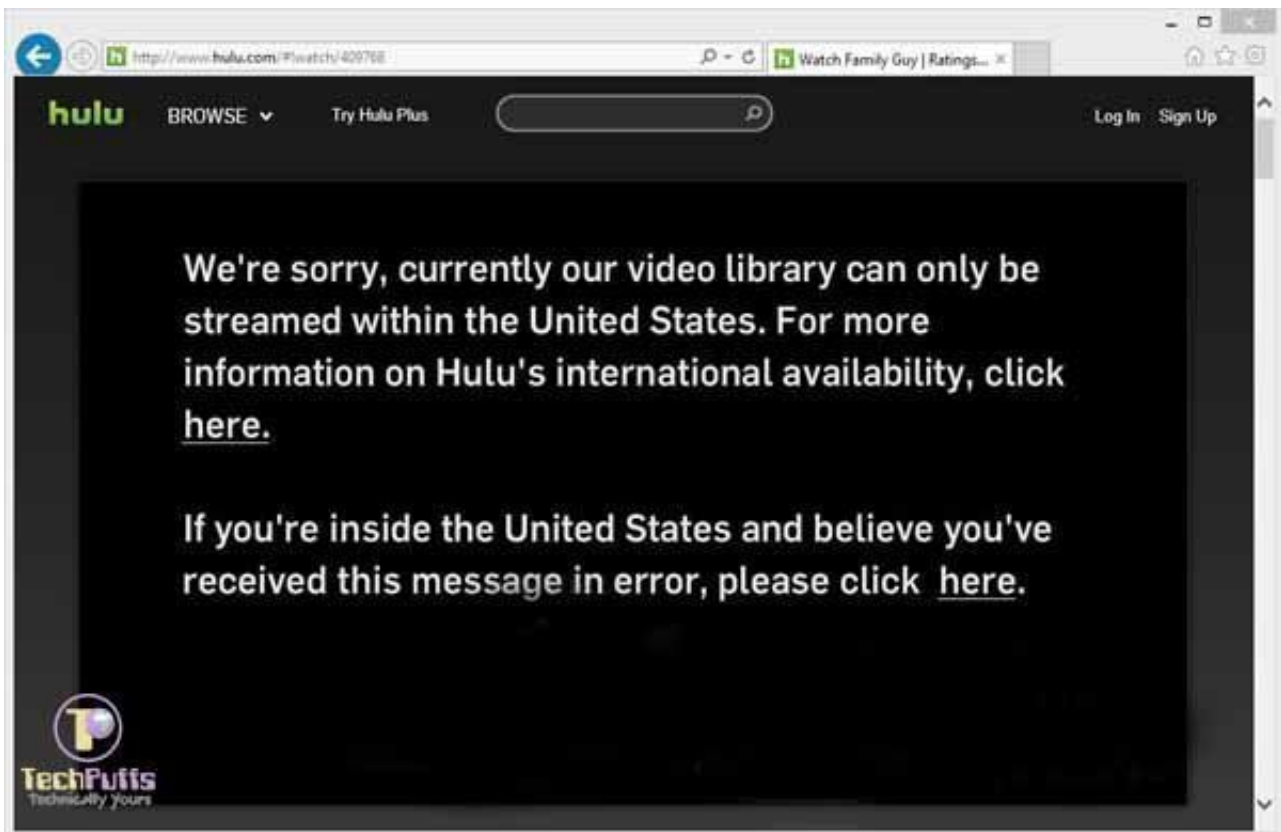 http://www.hulu.com/#!watch/409768
Watch Family Guy | Ratings...
hulu
BROWSE
Try Hulu Plus
Log In
Sign Up
We're sorry, currently our video library can only be
streamed within the United States. For more
information on Hulu's international availability, click
here.
If you're inside the United States and believe you've
received this message in error, please click here.
TechPuffs
Technically yours